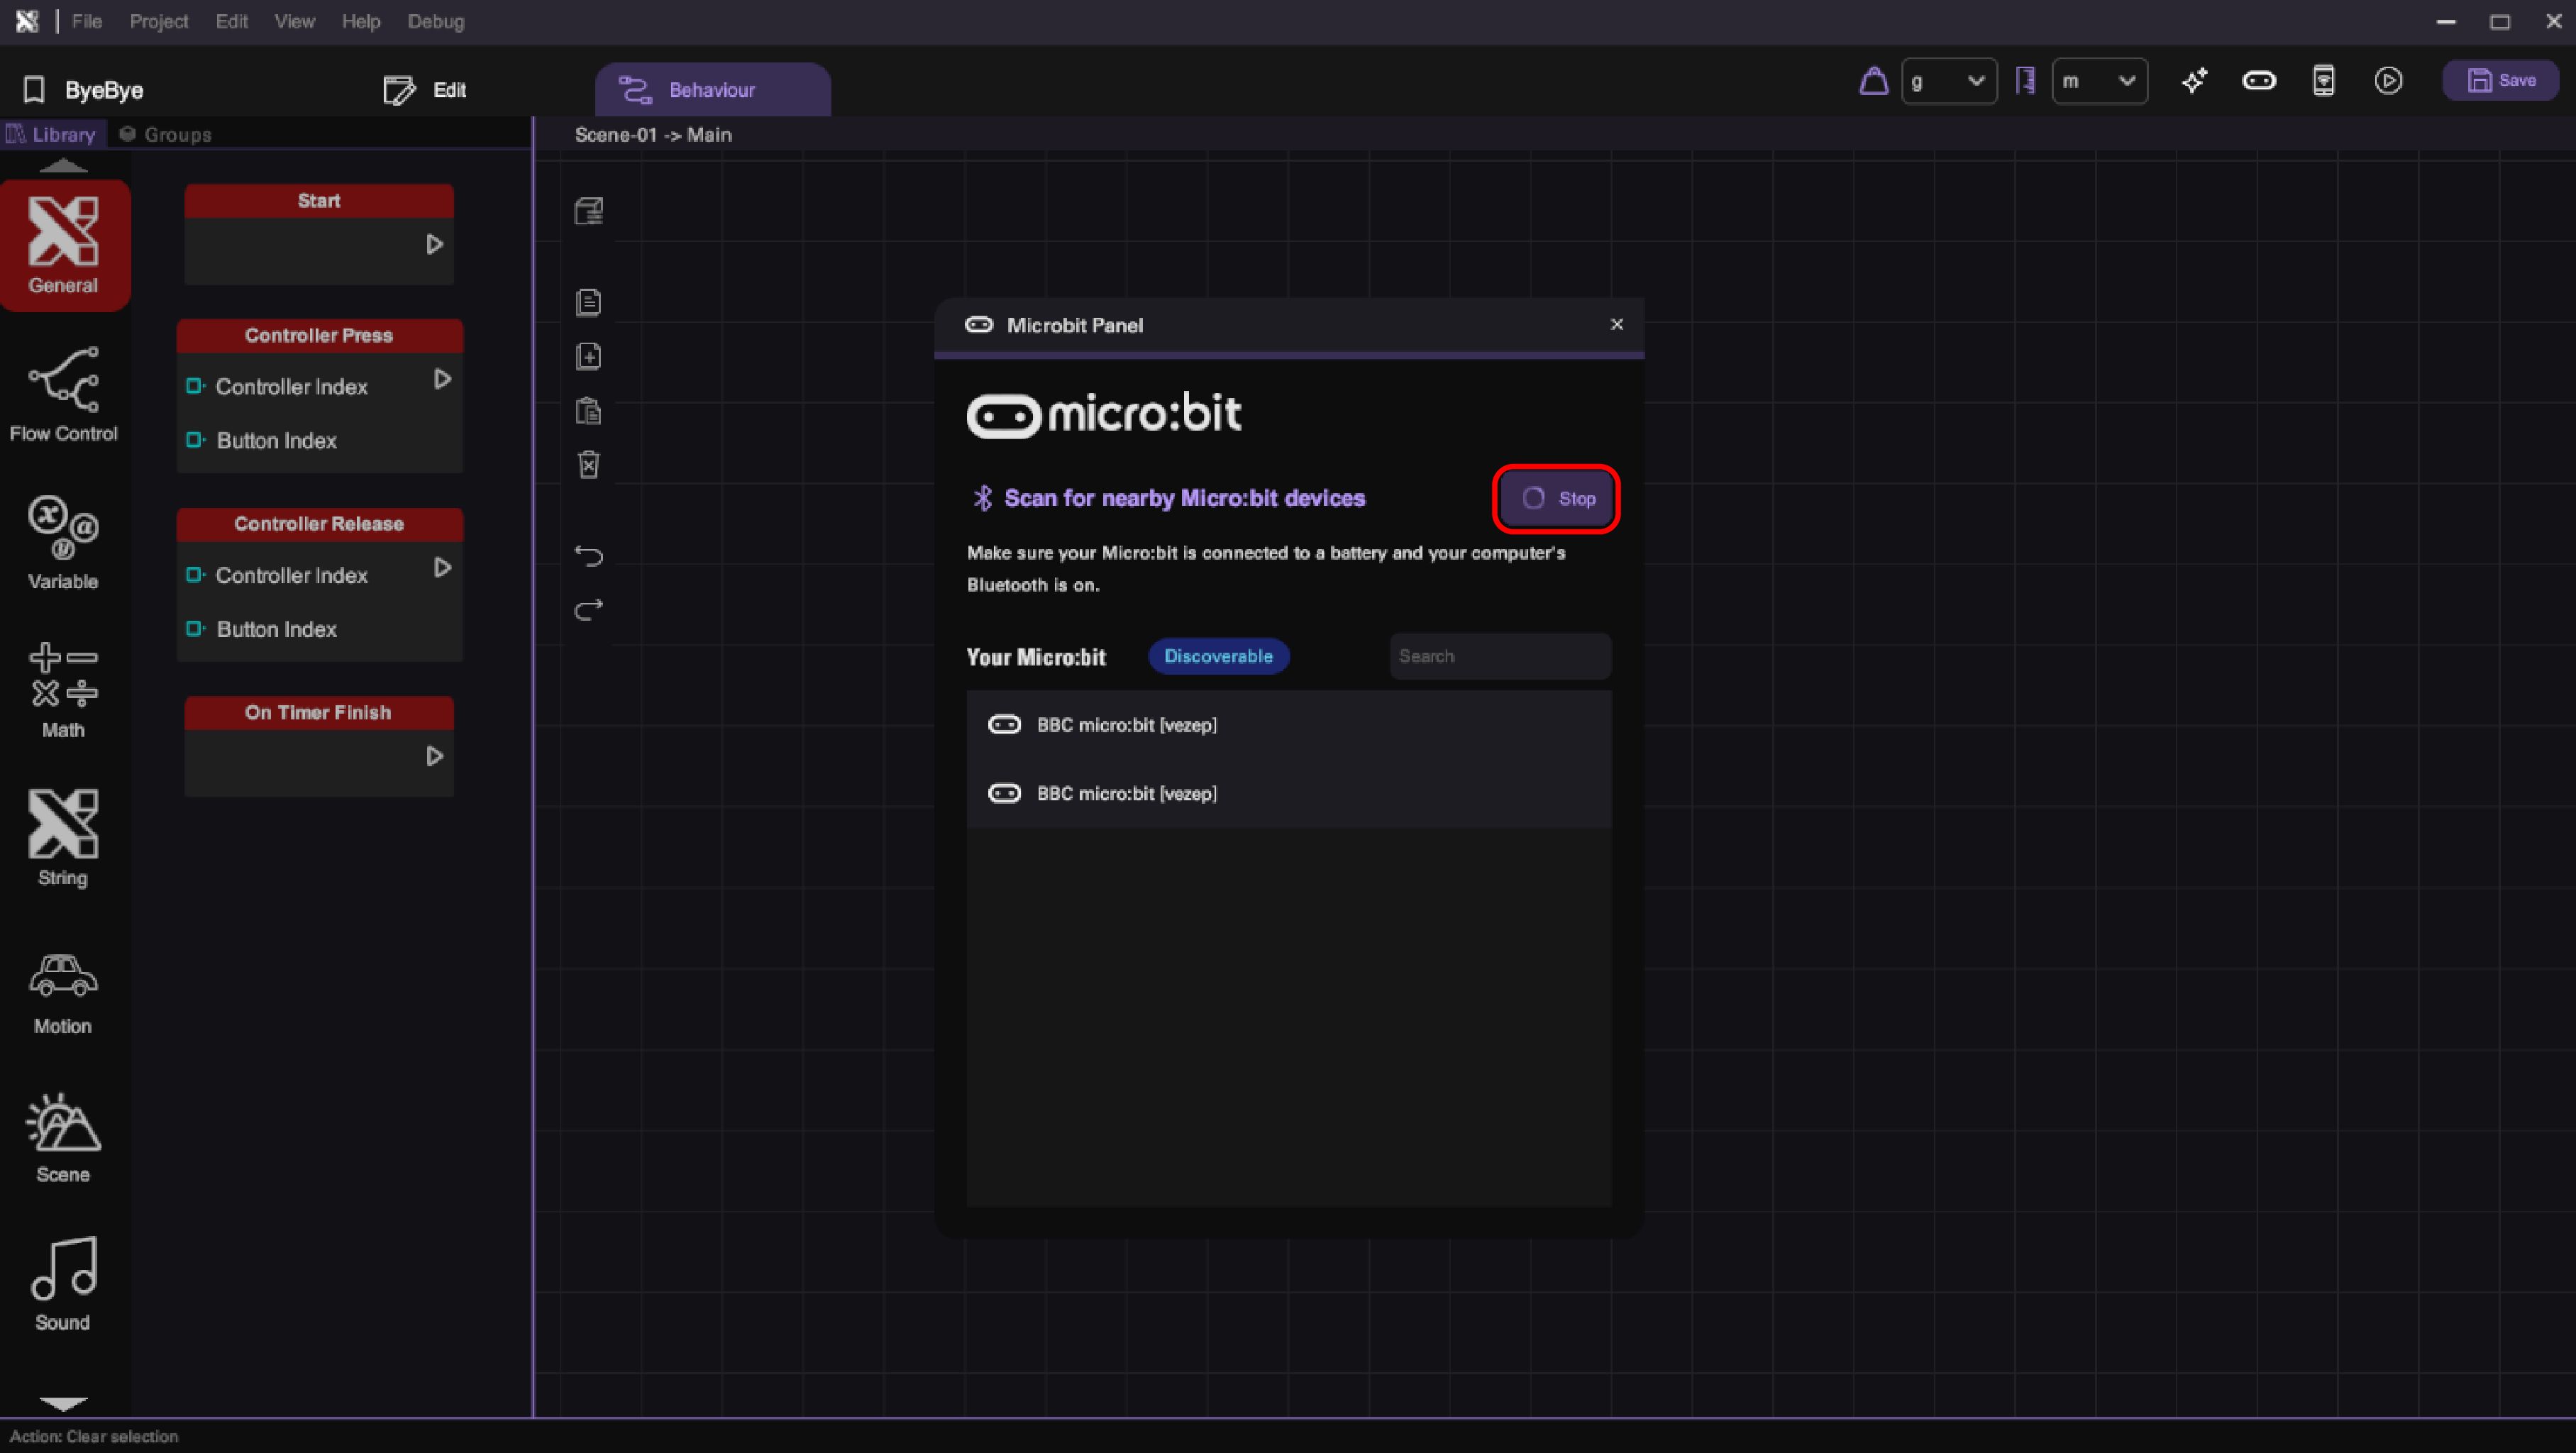 File Project Edit View Help Debug
ByeBye Edit Behaviour g m Save
Library Groups
Scene-01 -> Main
General
Flow Control
Variable
Math
String
Motion
Scene
Sound
Start
Controller Press
Controller Index
Button Index
Controller Release
Controller Index
Button Index
On Timer Finish
Microbit Panel
micro:bit
Scan for nearby Micro:bit devices Stop
Make sure your Micro:bit is connected to a battery and your computer's
Bluetooth is on.
Your Micro:bit Discoverable Search
BBC micro:bit [vezep]
BBC micro:bit [vezep]
Action: Clear selection